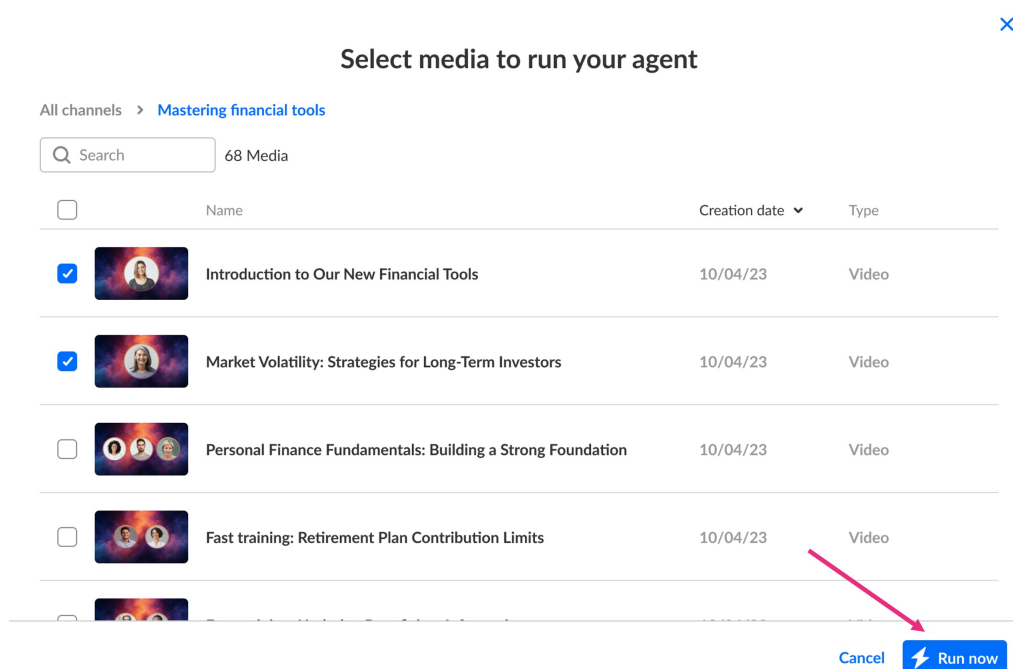 Select media to run your agent
All channels > Mastering financial tools
Search 68 Media
Name Creation date Type
Introduction to Our New Financial Tools 10/04/23 Video
Market Volatility: Strategies for Long-Term Investors 10/04/23 Video
Personal Finance Fundamentals: Building a Strong Foundation 10/04/23 Video
Fast training: Retirement Plan Contribution Limits 10/04/23 Video
Cancel Run now